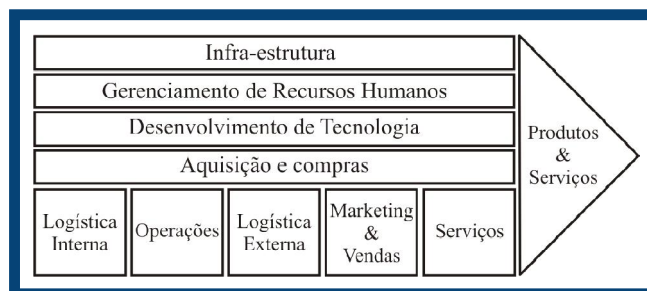 Infra-estrutura
Gerenciamento de Recursos Humanos
Desenvolvimento de Tecnologia
Aquisição e compras
Logística
Interna
Operações
Logística
Externa
Marketing
&
Vendas
Serviços
Produtos
&
Serviços